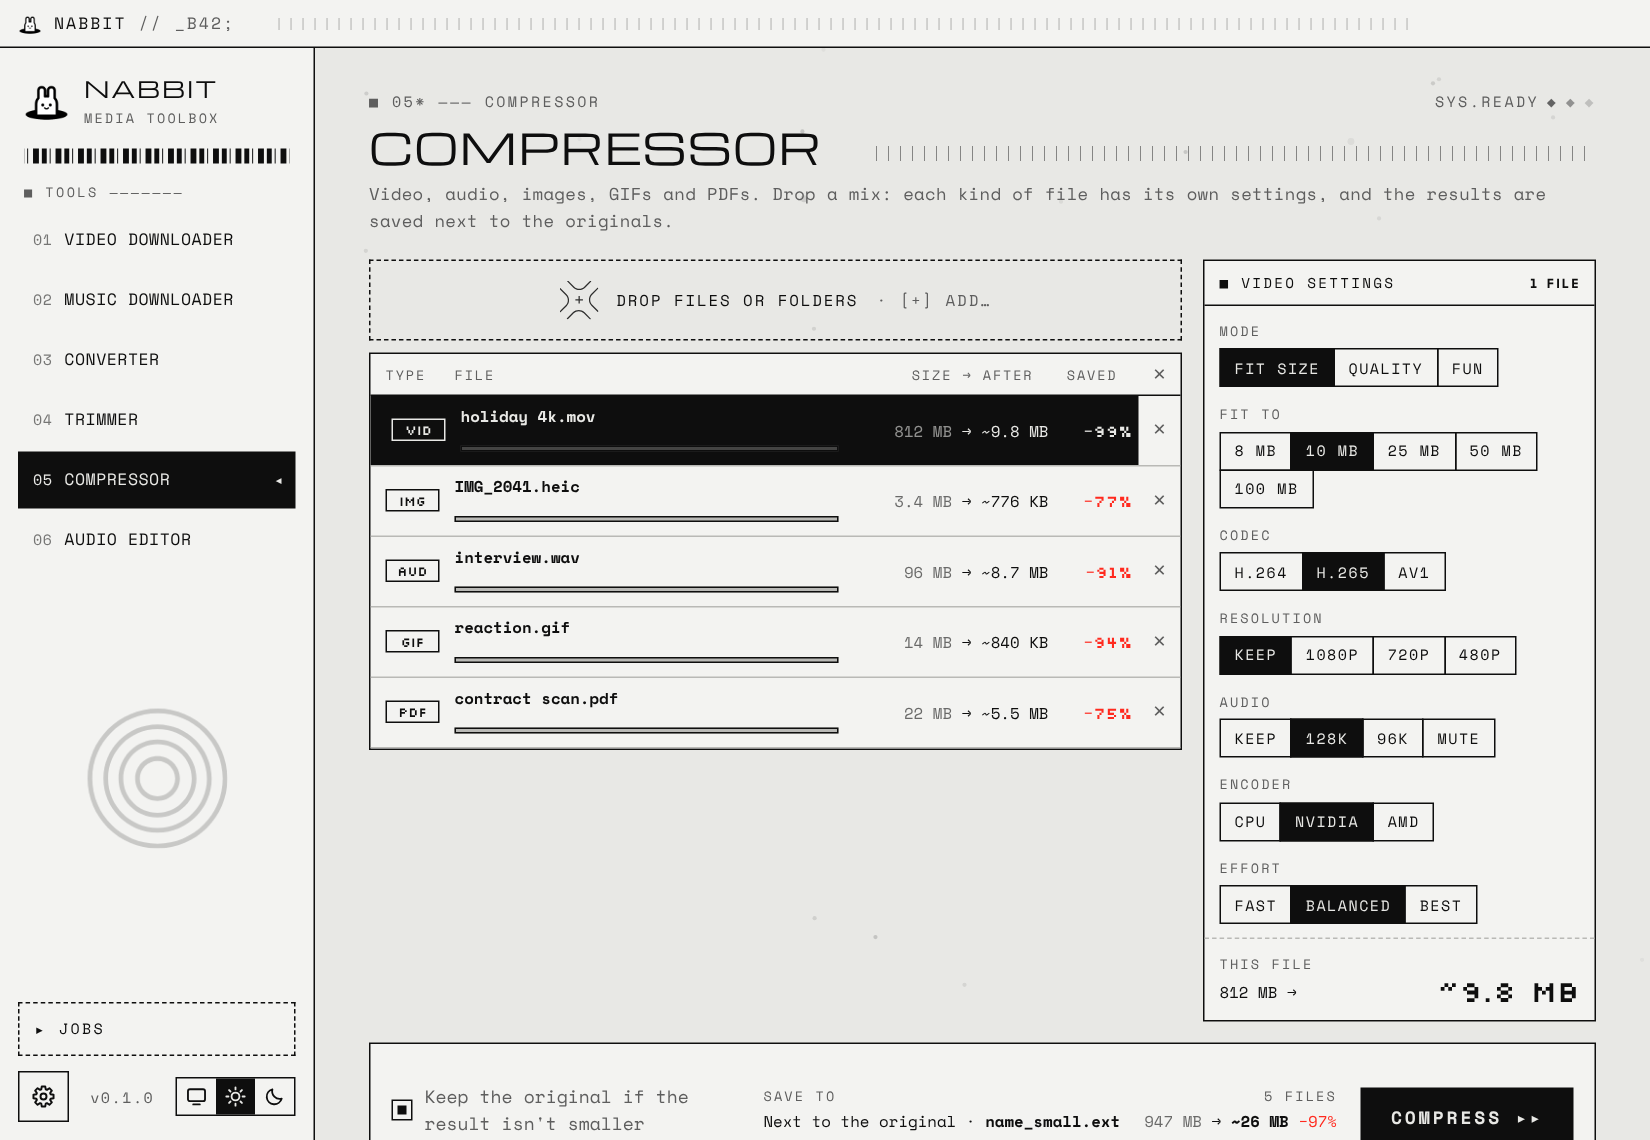 NABBIT // _B42;
NABBIT
MEDIA TOOLBOX
■ TOOLS ———————
01 VIDEO DOWNLOADER
02 MUSIC DOWNLOADER
03 CONVERTER
04 TRIMMER
05 COMPRESSOR ◂
06 AUDIO EDITOR
▸ JOBS
v0.1.0
■ 05* ——— COMPRESSOR
SYS.READY ◆ ◆ ◆
COMPRESSOR
Video, audio, images, GIFs and PDFs. Drop a mix: each kind of file has its own settings, and the results are
saved next to the originals.
DROP FILES OR FOLDERS · [+] ADD…
TYPE FILE SIZE → AFTER SAVED ×
VID holiday 4k.mov 812 MB → ~9.8 MB -99% ×
IMG IMG_2041.heic 3.4 MB → ~776 KB -77% ×
AUD interview.wav 96 MB → ~8.7 MB -91% ×
GIF reaction.gif 14 MB → ~840 KB -94% ×
PDF contract scan.pdf 22 MB → ~5.5 MB -75% ×
■ VIDEO SETTINGS 1 FILE
MODE
FIT SIZE QUALITY FUN
FIT TO
8 MB 10 MB 25 MB 50 MB
100 MB
CODEC
H.264 H.265 AV1
RESOLUTION
KEEP 1080P 720P 480P
AUDIO
KEEP 128K 96K MUTE
ENCODER
CPU NVIDIA AMD
EFFORT
FAST BALANCED BEST
THIS FILE
812 MB → ~9.8 MB
Keep the original if the
result isn't smaller
SAVE TO
Next to the original · name_small.ext
5 FILES
947 MB → ~26 MB -97%
COMPRESS ▸▸